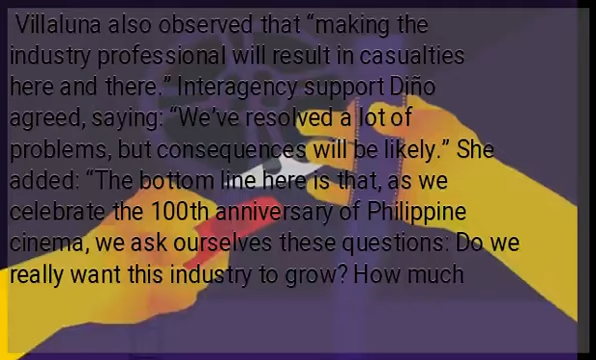 Villaluna also observed that “making the
industry professional will result in casualties
here and there.” Interagency support Diño
agreed, saying: “We’ve resolved a lot of
problems, but consequences will be likely.” She
added: “The bottom line here is that, as we
celebrate the 100th anniversary of Philippine
cinema, we ask ourselves these questions: Do we
really want this industry to grow? How much